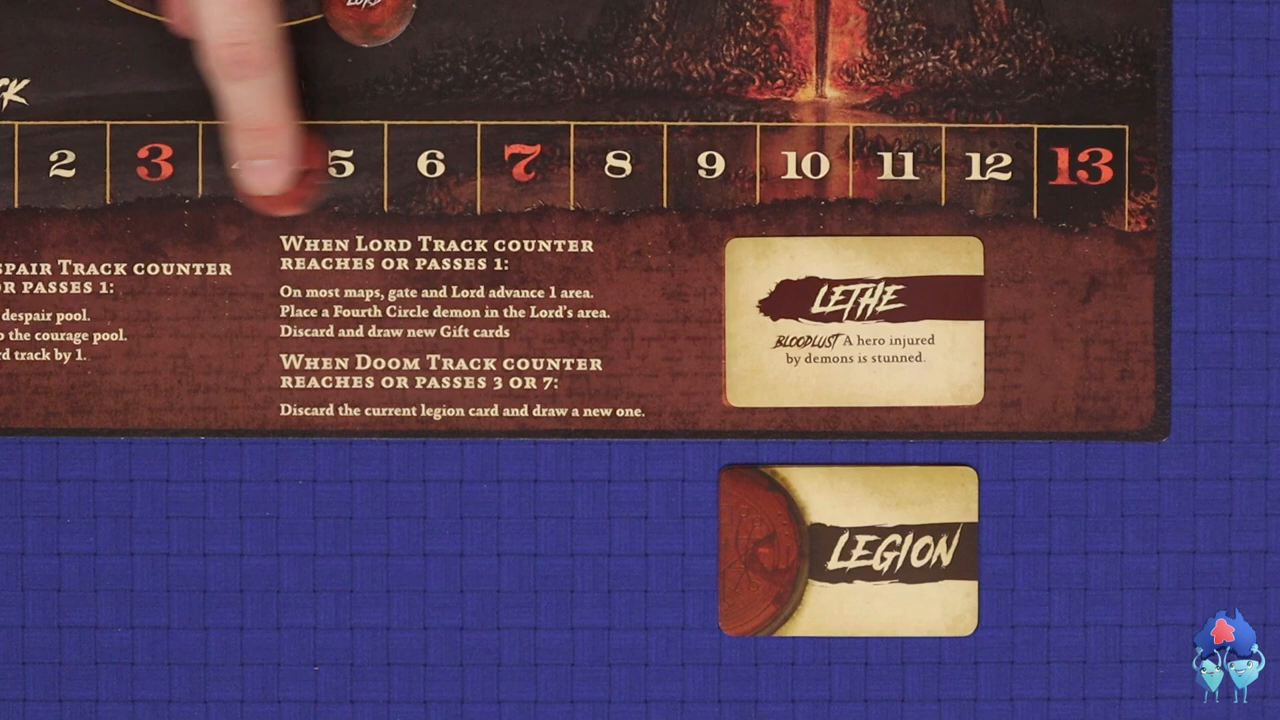 LORD
CK
2 3 4 5 6 7 8 9 10 11 12 13
SPAIR TRACK COUNTER
OR PASSES 1:
despair pool.
o the courage pool.
rd track by 1.
WHEN LORD TRACK COUNTER
REACHES OR PASSES 1:
On most maps, gate and Lord advance 1 area.
Place a Fourth Circle demon in the Lord's area.
Discard and draw new Gift cards
WHEN DOOM TRACK COUNTER
REACHES OR PASSES 3 OR 7:
Discard the current legion card and draw a new one.
LETHE
BLOODLUST A hero injured
by demons is stunned.
LEGION